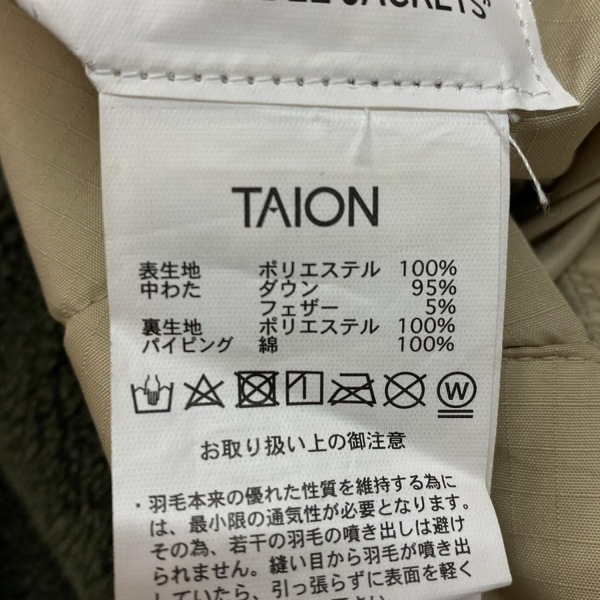 JACKETS
TAION
表生地 ポリエステル 100%
中わた ダウン 95%
フェザー 5%
裏生地 ポリエステル 100%
パイピング 綿 100%
W
お取り扱い上の御注意
・羽毛本来の優れた性質を維持する為に
は、最小限の通気性が必要となります。
その為、若干の羽毛の噴き出しは避け
られません。縫い目から羽毛が噴き出
していたら、引っ張らずに表面を軽く